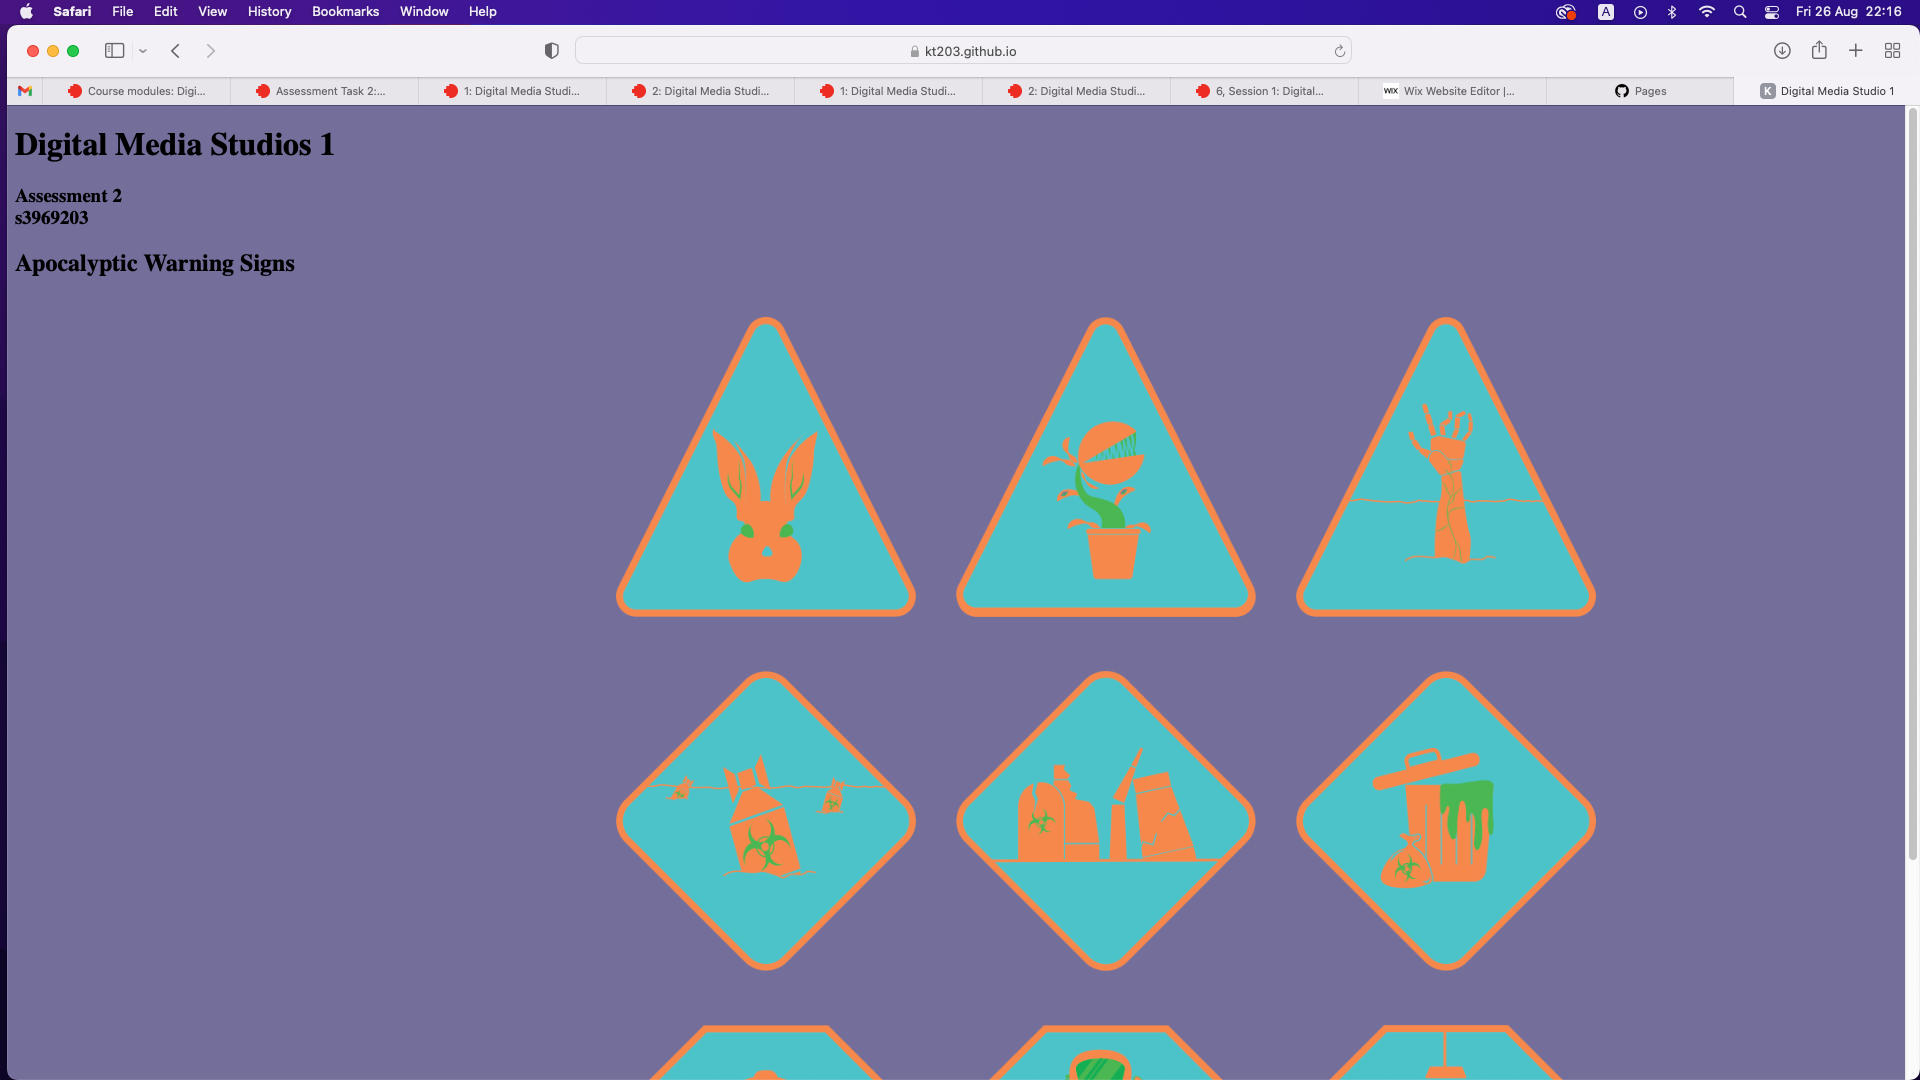 Safari File Edit View History Bookmarks Window Help A Fri 26 Aug 22:16
kt203.github.io
Course modules: Digi... Assessment Task 2:... 1: Digital Media Studi... 2: Digital Media Studi... 1: Digital Media Studi... 2: Digital Media Studi... 6, Session 1: Digital... WIX Wix Website Editor |... Pages K Digital Media Studio 1
Digital Media Studios 1
Assessment 2
s3969203
Apocalyptic Warning Signs